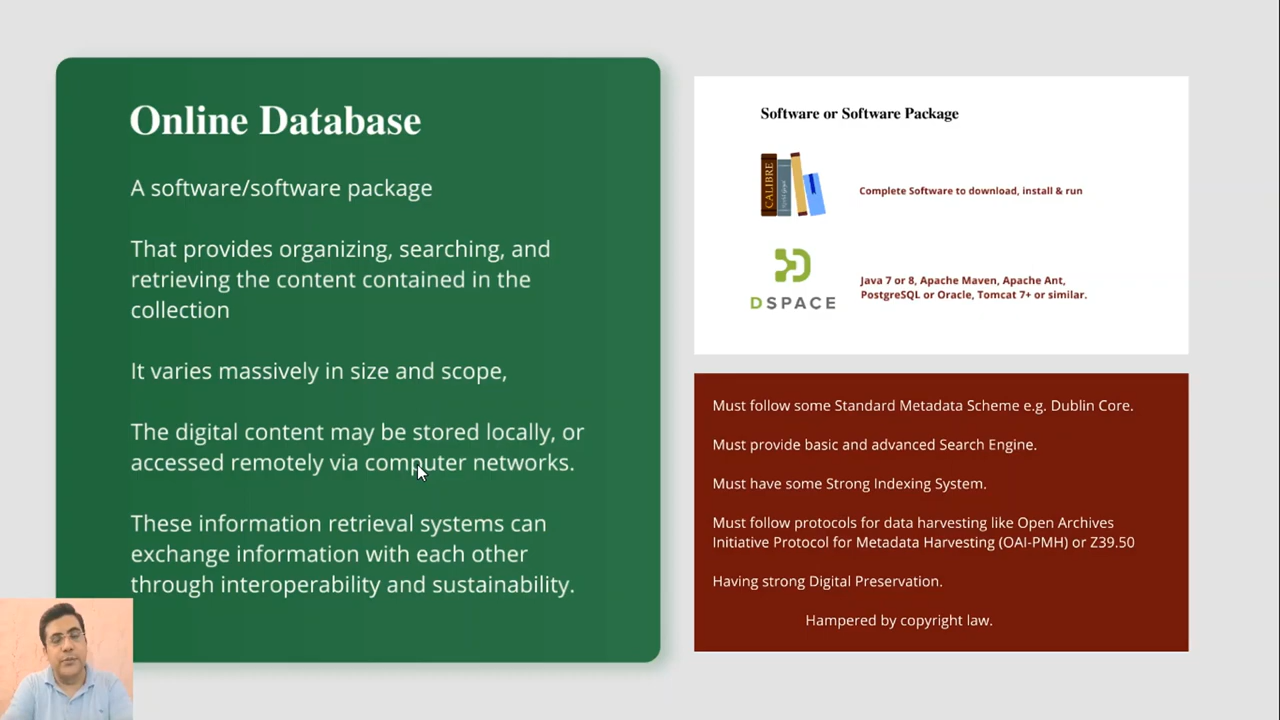 Online Database
A software/software package
That provides organizing, searching, and
retrieving the content contained in the
collection
It varies massively in size and scope,
The digital content may be stored locally, or
accessed remotely via computer networks.
These information retrieval systems can
exchange information with each other
through interoperability and sustainability.
Software or Software Package
CALIBRE
Complete Software to download, install & run
DSPACE
Java 7 or 8, Apache Maven, Apache Ant,
PostgreSQL or Oracle, Tomcat 7+ or similar.
Must follow some Standard Metadata Scheme e.g. Dublin Core.
Must provide basic and advanced Search Engine.
Must have some Strong Indexing System.
Must follow protocols for data harvesting like Open Archives
Initiative Protocol for Metadata Harvesting (OAI-PMH) or Z39.50
Having strong Digital Preservation.
Hampered by copyright law.